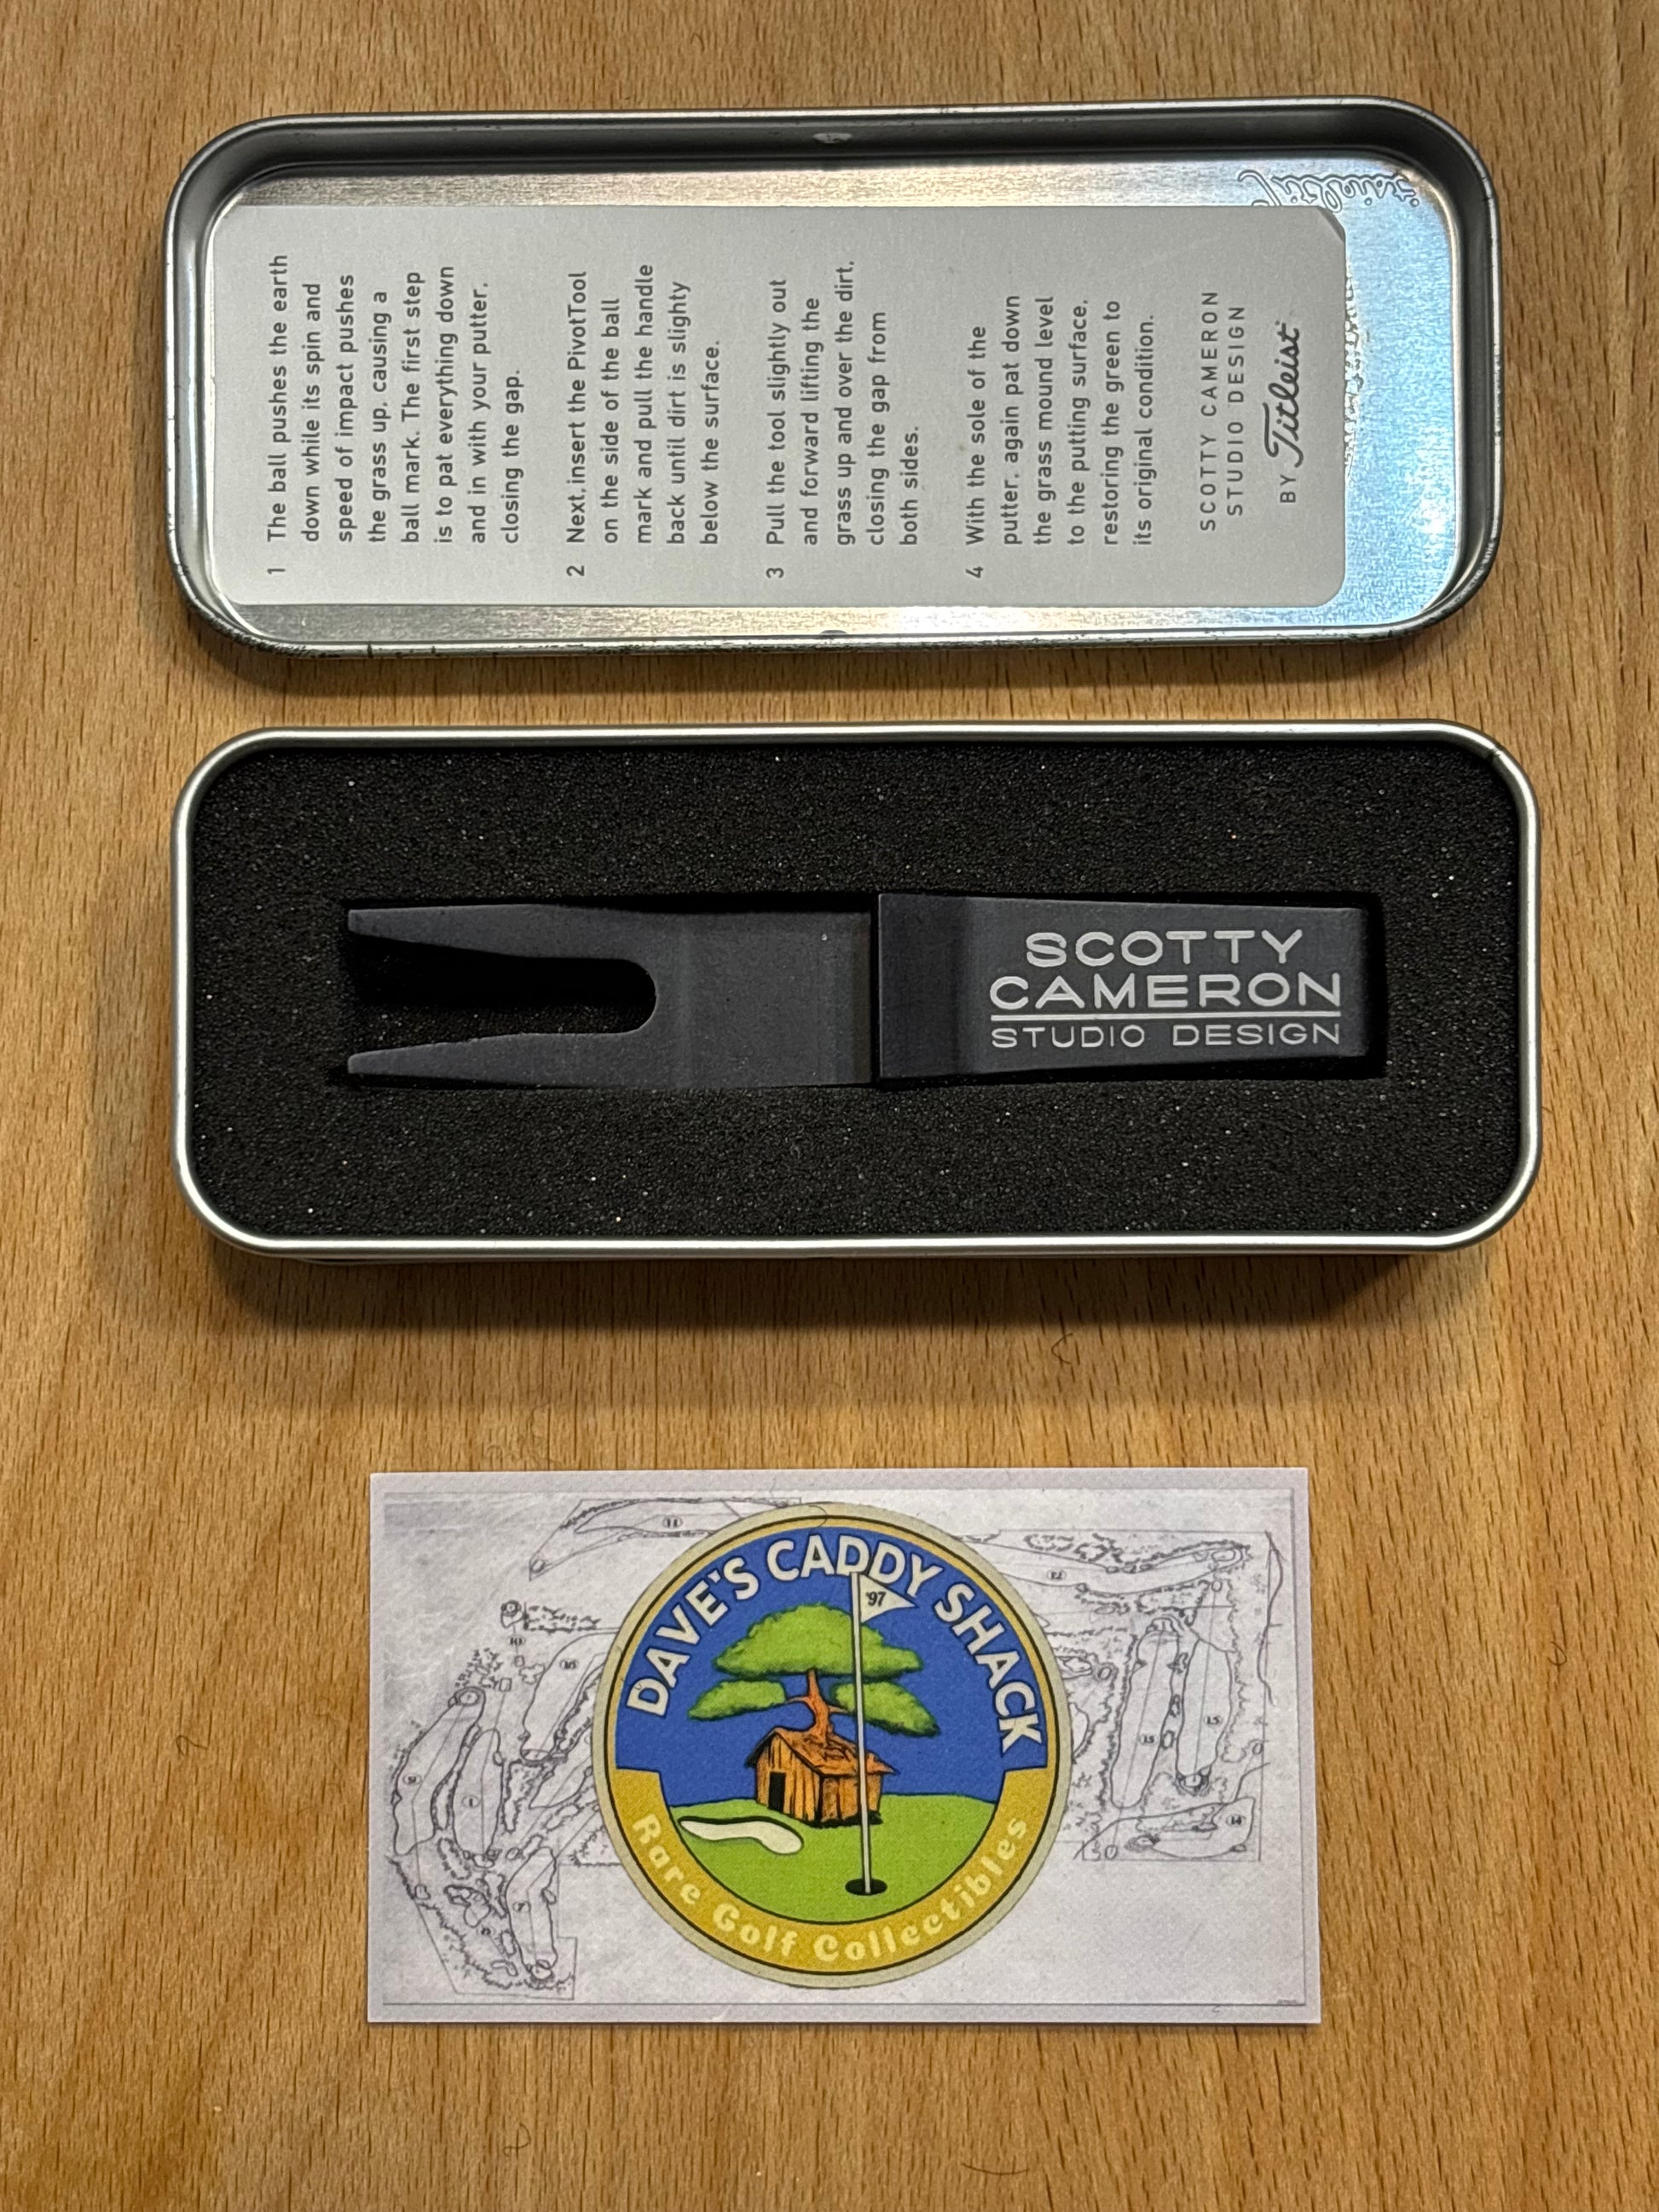 1 The ball pushes the earth
down while its spin and
speed of impact pushes
the grass up, causing a
ball mark. The first step
is to pat everything down
and in with your putter,
closing the gap.
2 Next, insert the PivotTool
on the side of the ball
mark and pull the handle
back until dirt is slighty
below the surface.
3 Pull the tool slightly out
and forward lifting the
grass up and over the dirt,
closing the gap from
both sides.
4 With the sole of the
putter, again pat down
the grass mound level
to the putting surface,
restoring the green to
its original condition.
SCOTTY CAMERON
STUDIO DESIGN
BY Titleist
Titleist
SCOTTY
CAMERON
STUDIO DESIGN
DAVE'S CADDY SHACK
'97
Rare Golf Collectibles